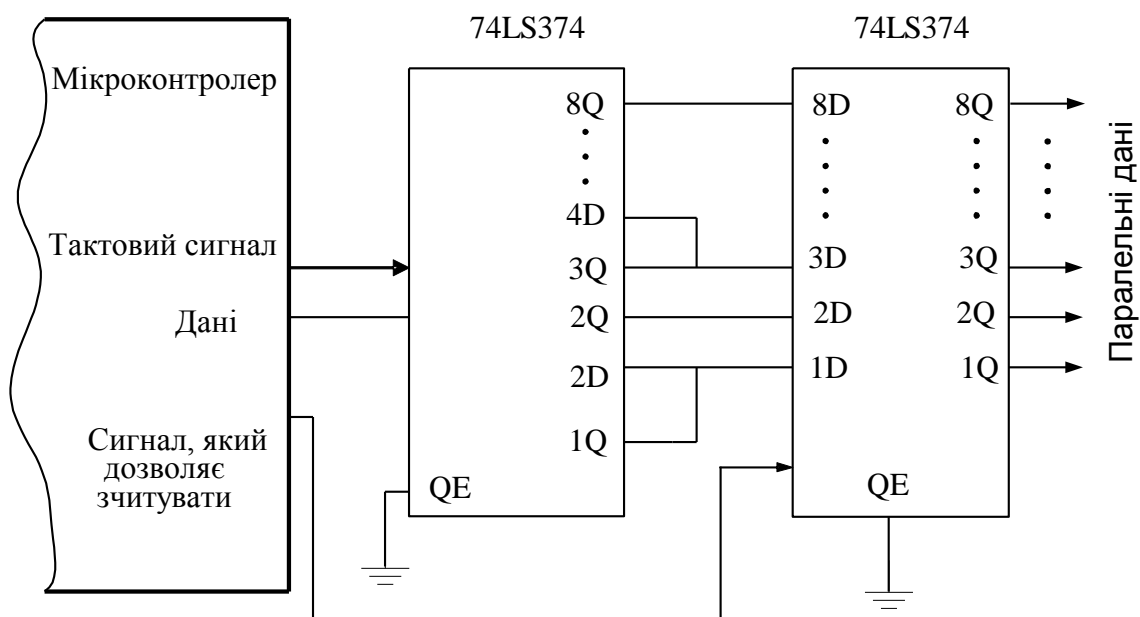 74LS374
74LS374
Мікроконтролер
Тактовий сигнал
Дані
Сигнал, який
дозволяє
зчитувати
8Q
4D
3Q
2Q
2D
1Q
QE
8D
3D
2D
1D
8Q
3Q
2Q
1Q
QE
Паралельні дані